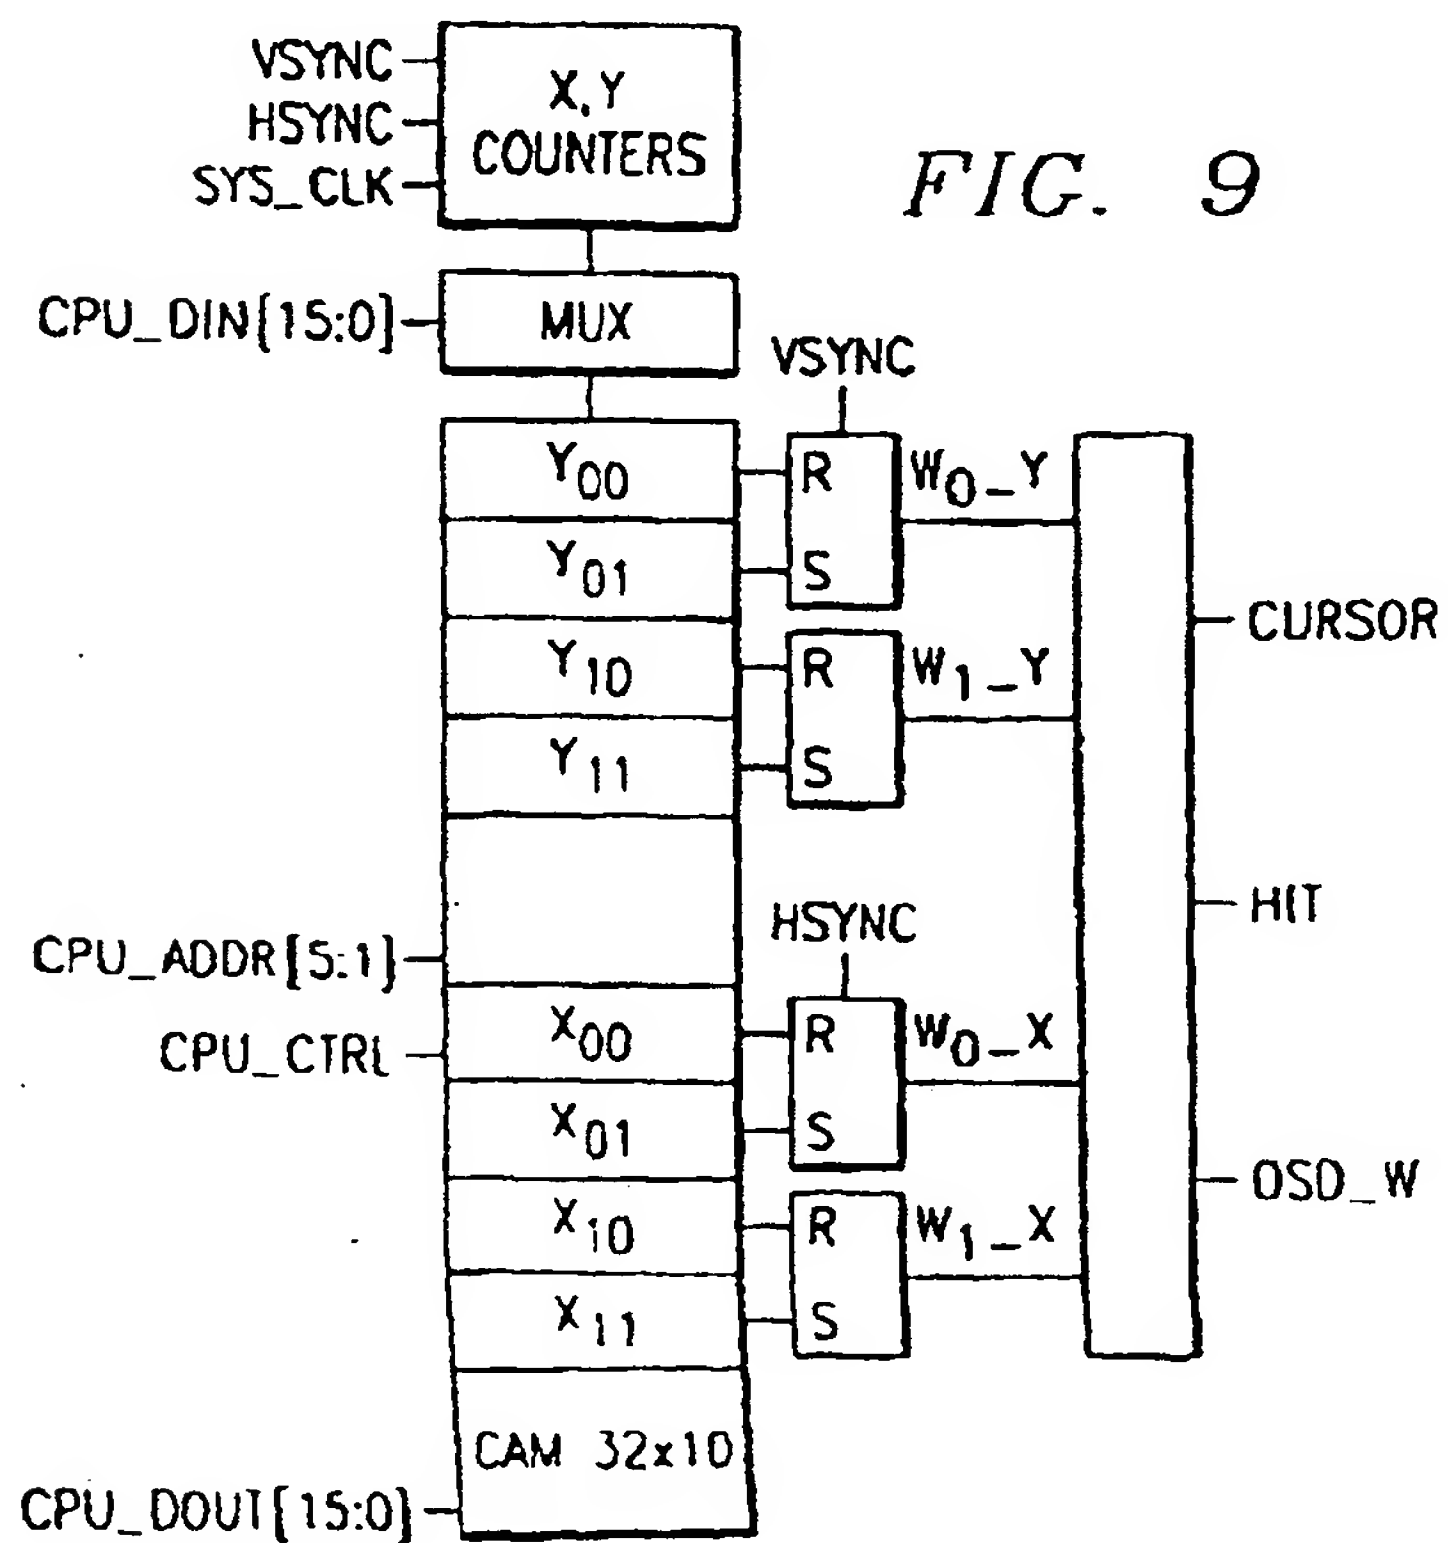 VSYNC
HSYNC
SYS_CLK
X,Y
COUNTERS
FIG. 9
CPU_DIN[15:0]
MUX
VSYNC
Y00
R
W0_Y
Y01
S
CURSOR
Y10
R
W1_Y
Y11
S
HIT
HSYNC
CPU_ADDR[5:1]
X00
R
W0_X
CPU_CTRL
X01
S
OSD_W
X10
R
W1_X
X11
S
CAM 32x10
CPU_DOUT[15:0]